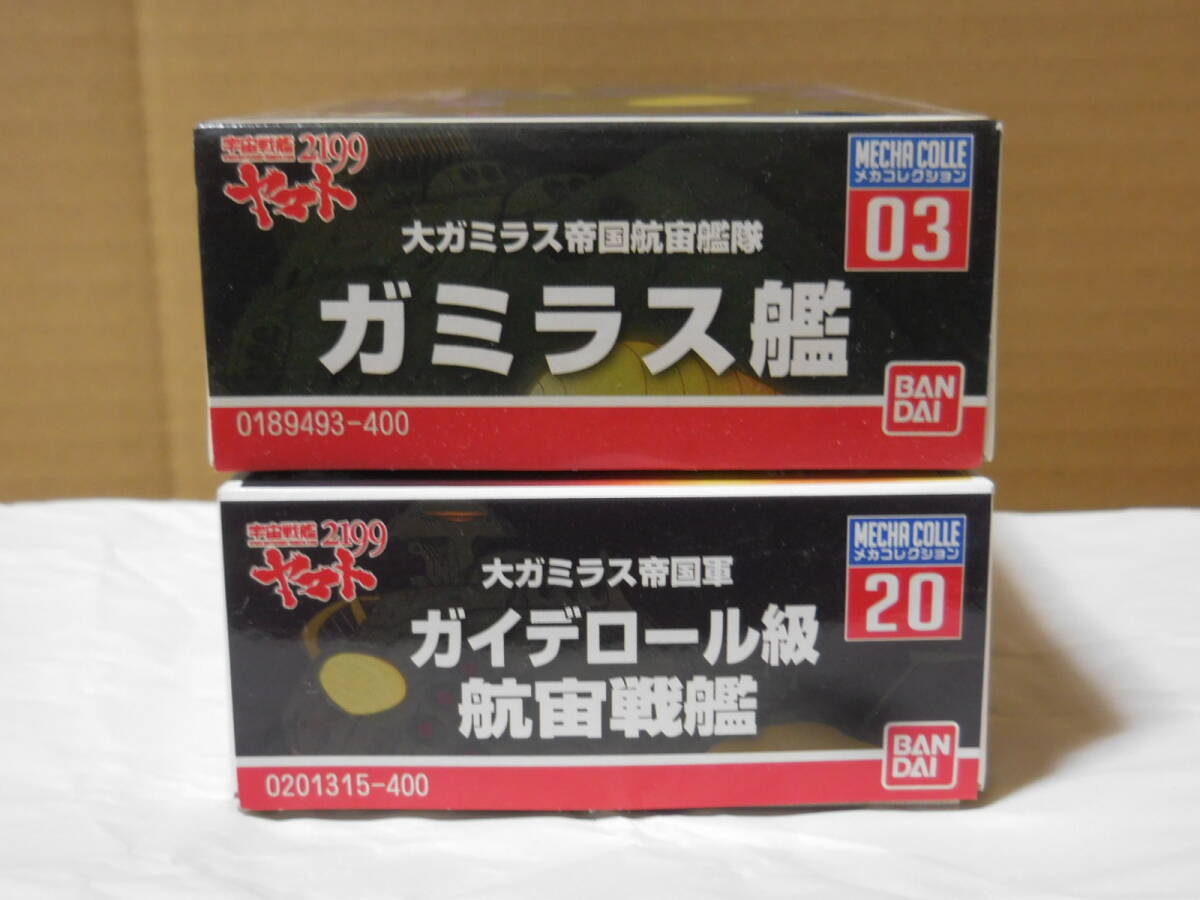 宇宙戦艦
ヤマト2199
MECHA COLLE
メカコレクション
03
大ガミラス帝国航宙艦隊
ガミラス艦
BAN
DAI
0189493-400
宇宙戦艦
ヤマト2199
MECHA COLLE
メカコレクション
20
大ガミラス帝国軍
ガイデロール級
航宙戦艦
BAN
DAI
0201315-400